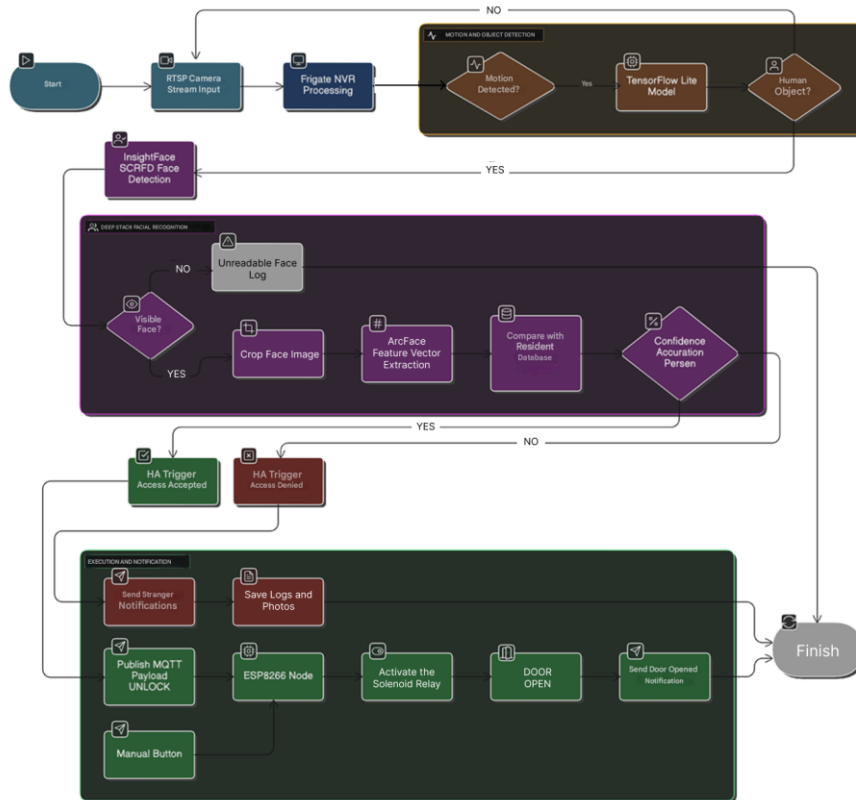 NO
MOTION AND OBJECT DETECTION
Start
RTSP Camera
Stream Input
Frigate NVR
Processing
Motion
Detected?
Yes
TensorFlow Lite
Model
Human
Object?
InsightFace
SCRFD Face
Detection
YES
DEEP STACK FACIAL RECOGNITION
Unreadable Face
Log
NO
Visible
Face?
YES
Crop Face Image
ArcFace
Feature Vector
Extraction
Compare with
Resident
Database
Confidence
Accuration
Persen
YES
NO
HA Trigger
Access Accepted
HA Trigger
Access Denied
EXECUTION AND NOTIFICATION
Send Stranger
Notifications
Save Logs and
Photos
Finish
Publish MQTT
Payload
UNLOCK
ESP8266 Node
Activate the
Solenoid Relay
DOOR
OPEN
Send Door Opened
Notification
Manual Button